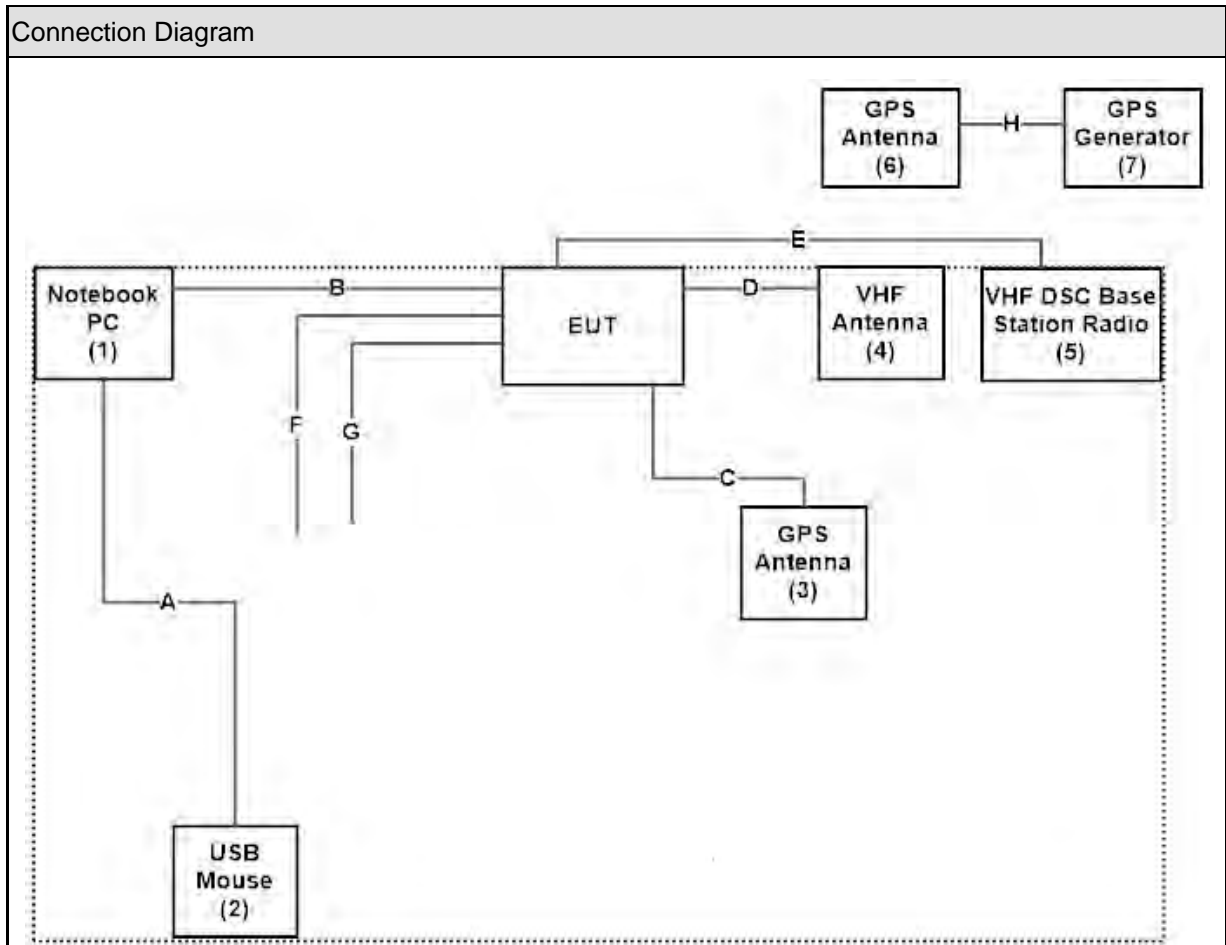 Connection Diagram
GPS
Antenna
(6)
H
GPS
Generator
(7)
E
Notebook
PC
(1)
B
EUT
D
VHF
Antenna
(4)
VHF DSC Base
Station Radio
(5)
F
G
C
GPS
Antenna
(3)
A
USB
Mouse
(2)